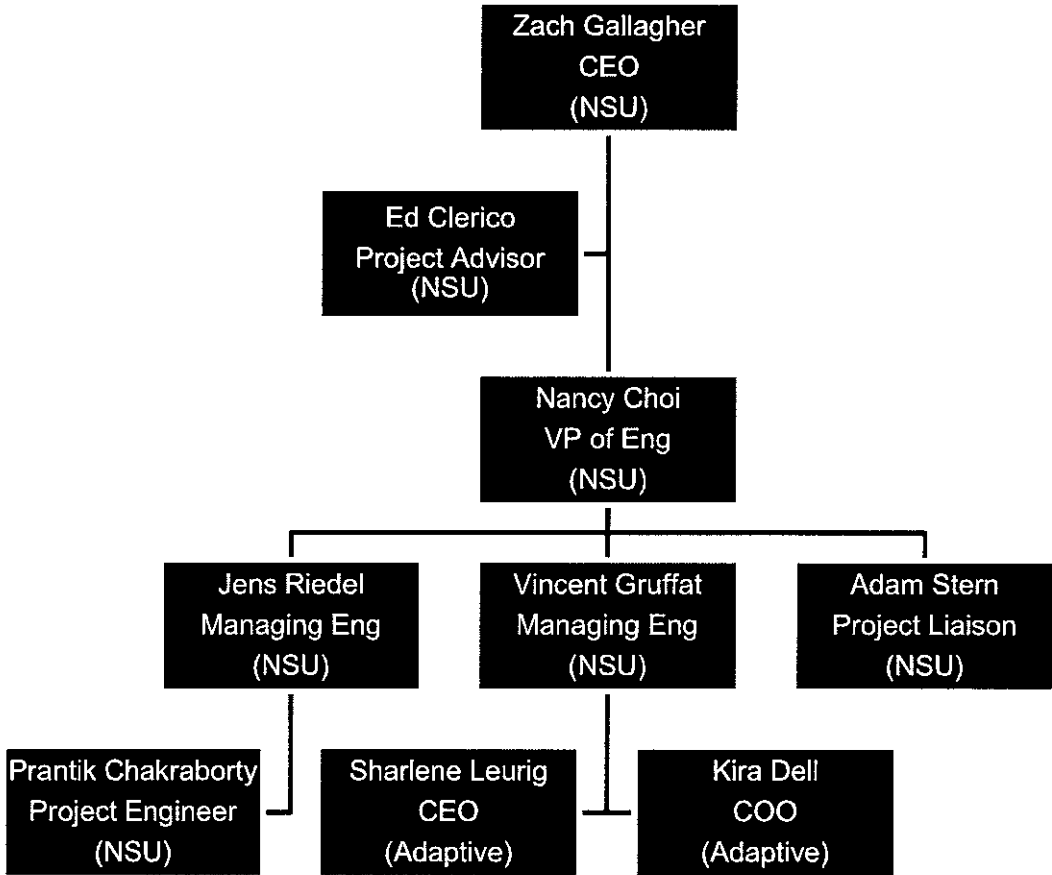 Zach Gallagher
CEO
(NSU)
Ed Clerico
Project Advisor
(NSU)
Nancy Choi
VP of Eng
(NSU)
Jens Riedel
Managing Eng
(NSU)
Vincent Gruffat
Managing Eng
(NSU)
Adam Stern
Project Liaison
(NSU)
Prantik Chakraborty
Project Engineer
(NSU)
Sharlene Leurig
CEO
(Adaptive)
Kira Dell
COO
(Adaptive)